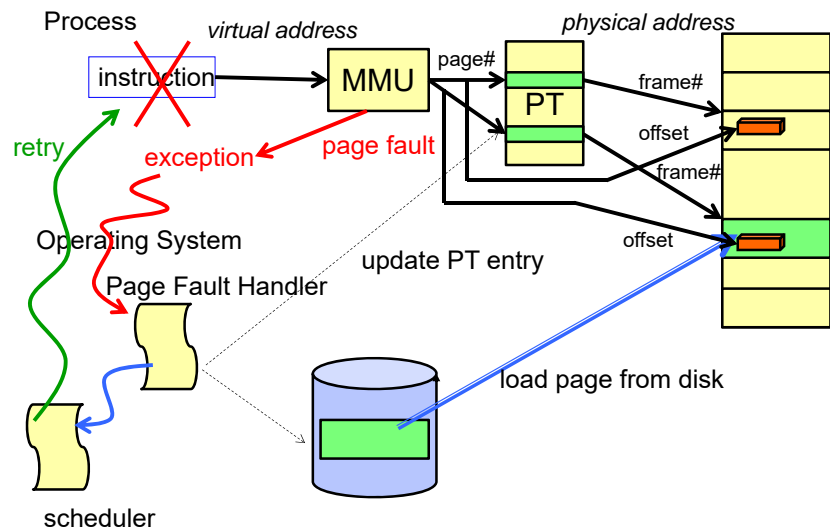 Process
virtual address
physical address
instruction
MMU
page#
PT
frame#
offset
frame#
retry
exception
page fault
Operating System
offset
update PT entry
Page Fault Handler
load page from disk
scheduler